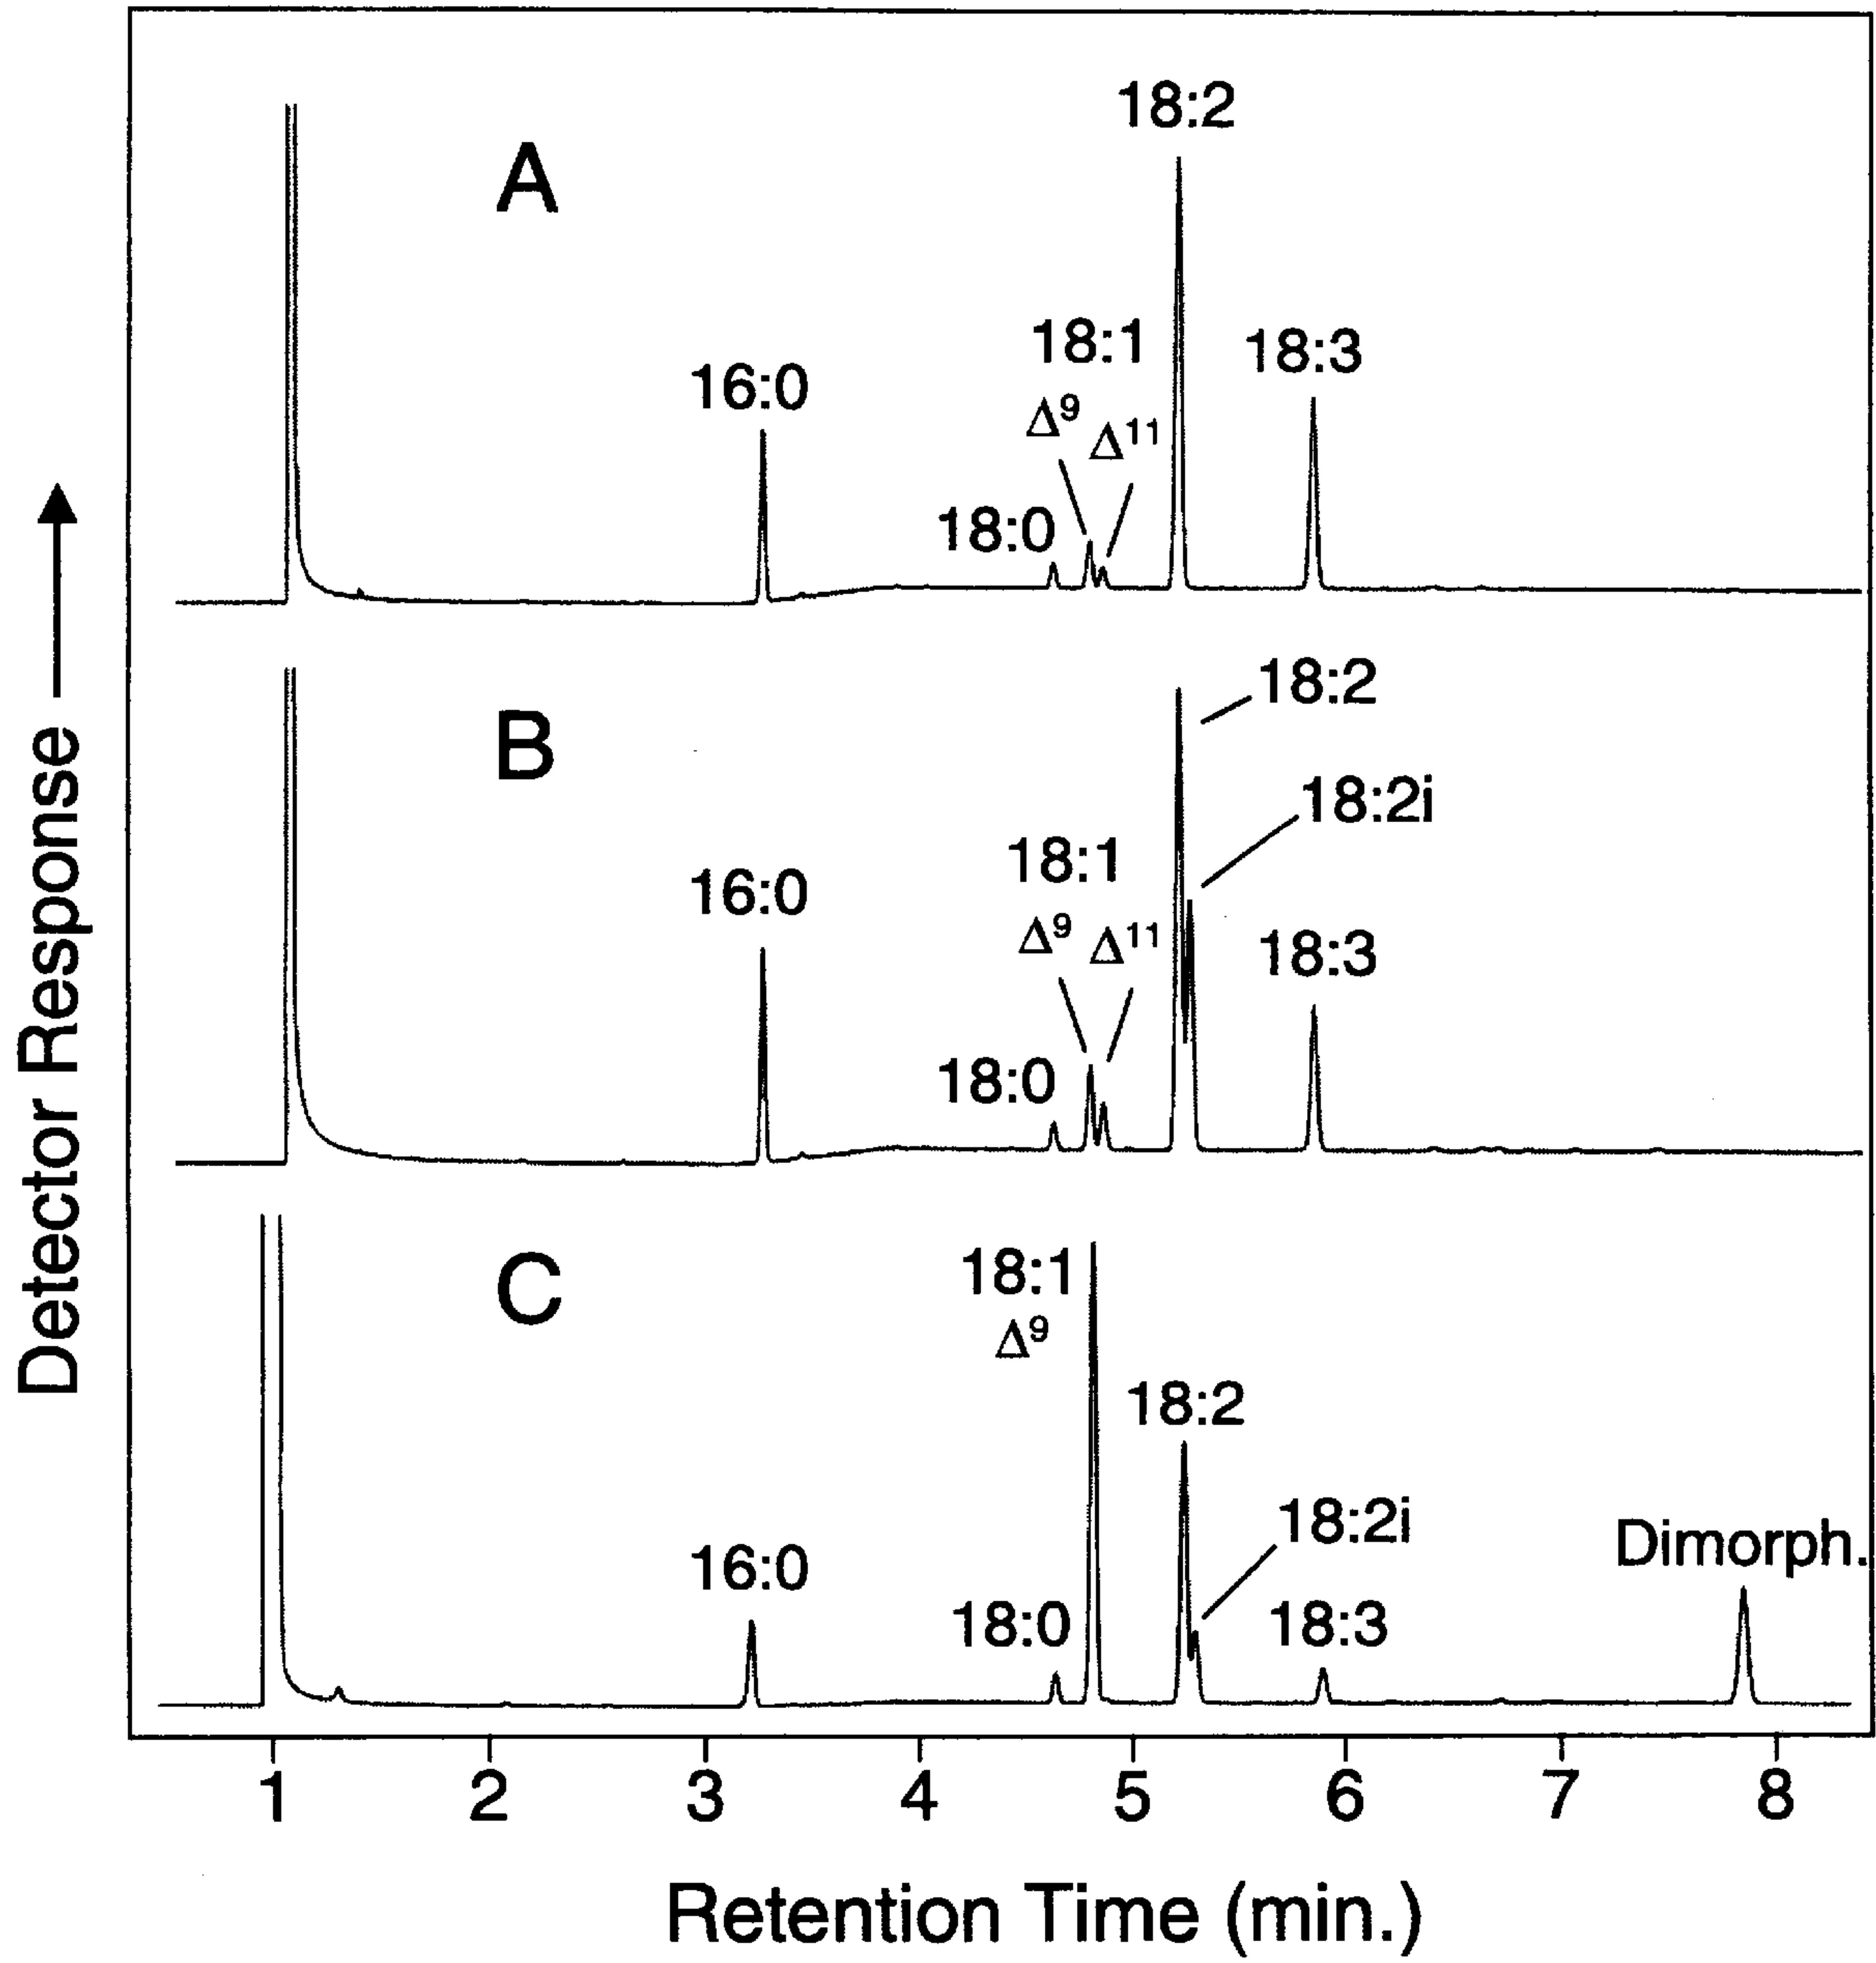 Detector Response
A
18:2
18:1
18:3
16:0
Δ9 Δ11
18:0
B
18:2
18:2i
18:1
16:0
Δ9 Δ11
18:3
18:0
C
18:1
Δ9
18:2
18:2i
Dimorph.
16:0
18:0
18:3
1 2 3 4 5 6 7 8
Retention Time (min.)